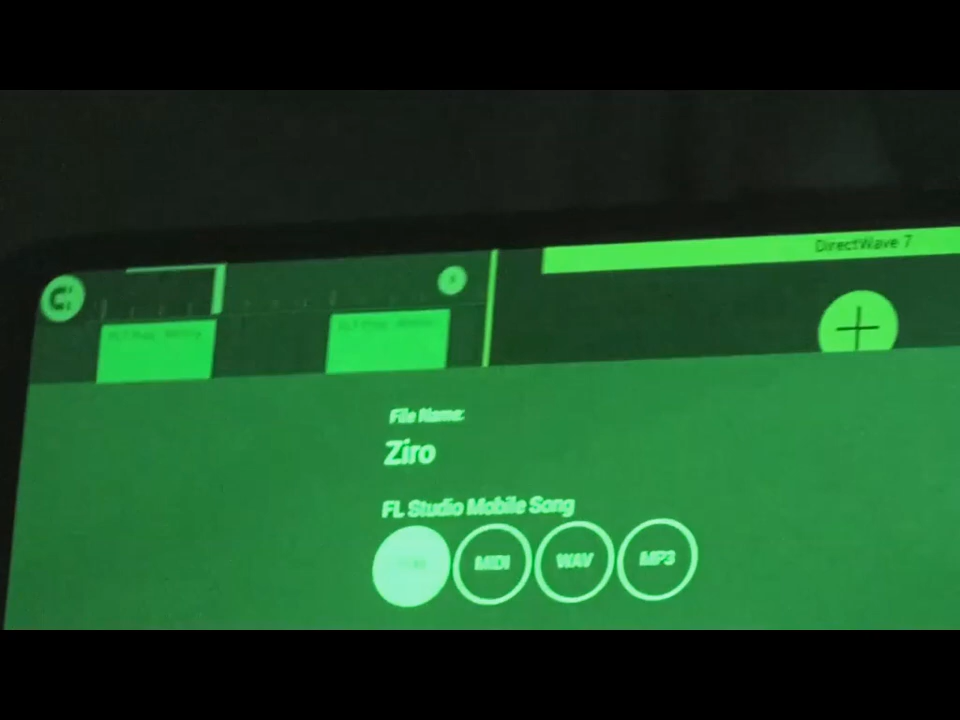 DirectWave 7
File Name:
Ziro
FL Studio Mobile Song
MIDI
WAV
MP3